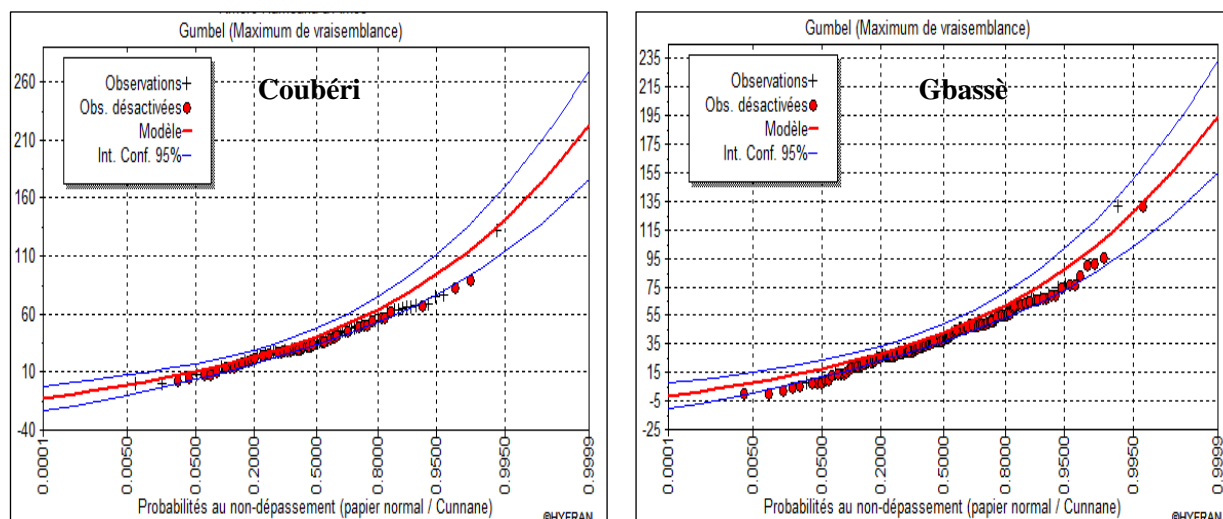 Gumbel (Maximum de vraisemblance)
Observations+
Obs. désactivées
Modèle
Int. Conf. 95%
Coubéri
260
210
160
110
60
10
-40
0.0001
0.0050
0.0500
0.2000
0.5000
0.8000
0.9500
0.9950
0.9999
Probabilités au non-dépassement (papier normal / Cunnane)
©HYFRAN
Gumbel (Maximum de vraisemblance)
Observations+
Obs. désactivées
Modèle
Int. Conf. 95%
Gbassè
235
215
195
175
155
135
115
95
75
55
35
15
-5
-25
0.0001
0.0050
0.0500
0.2000
0.5000
0.8000
0.9500
0.9950
0.9999
Probabilités au non-dépassement (papier normal / Cunnane)
©HYFRAN